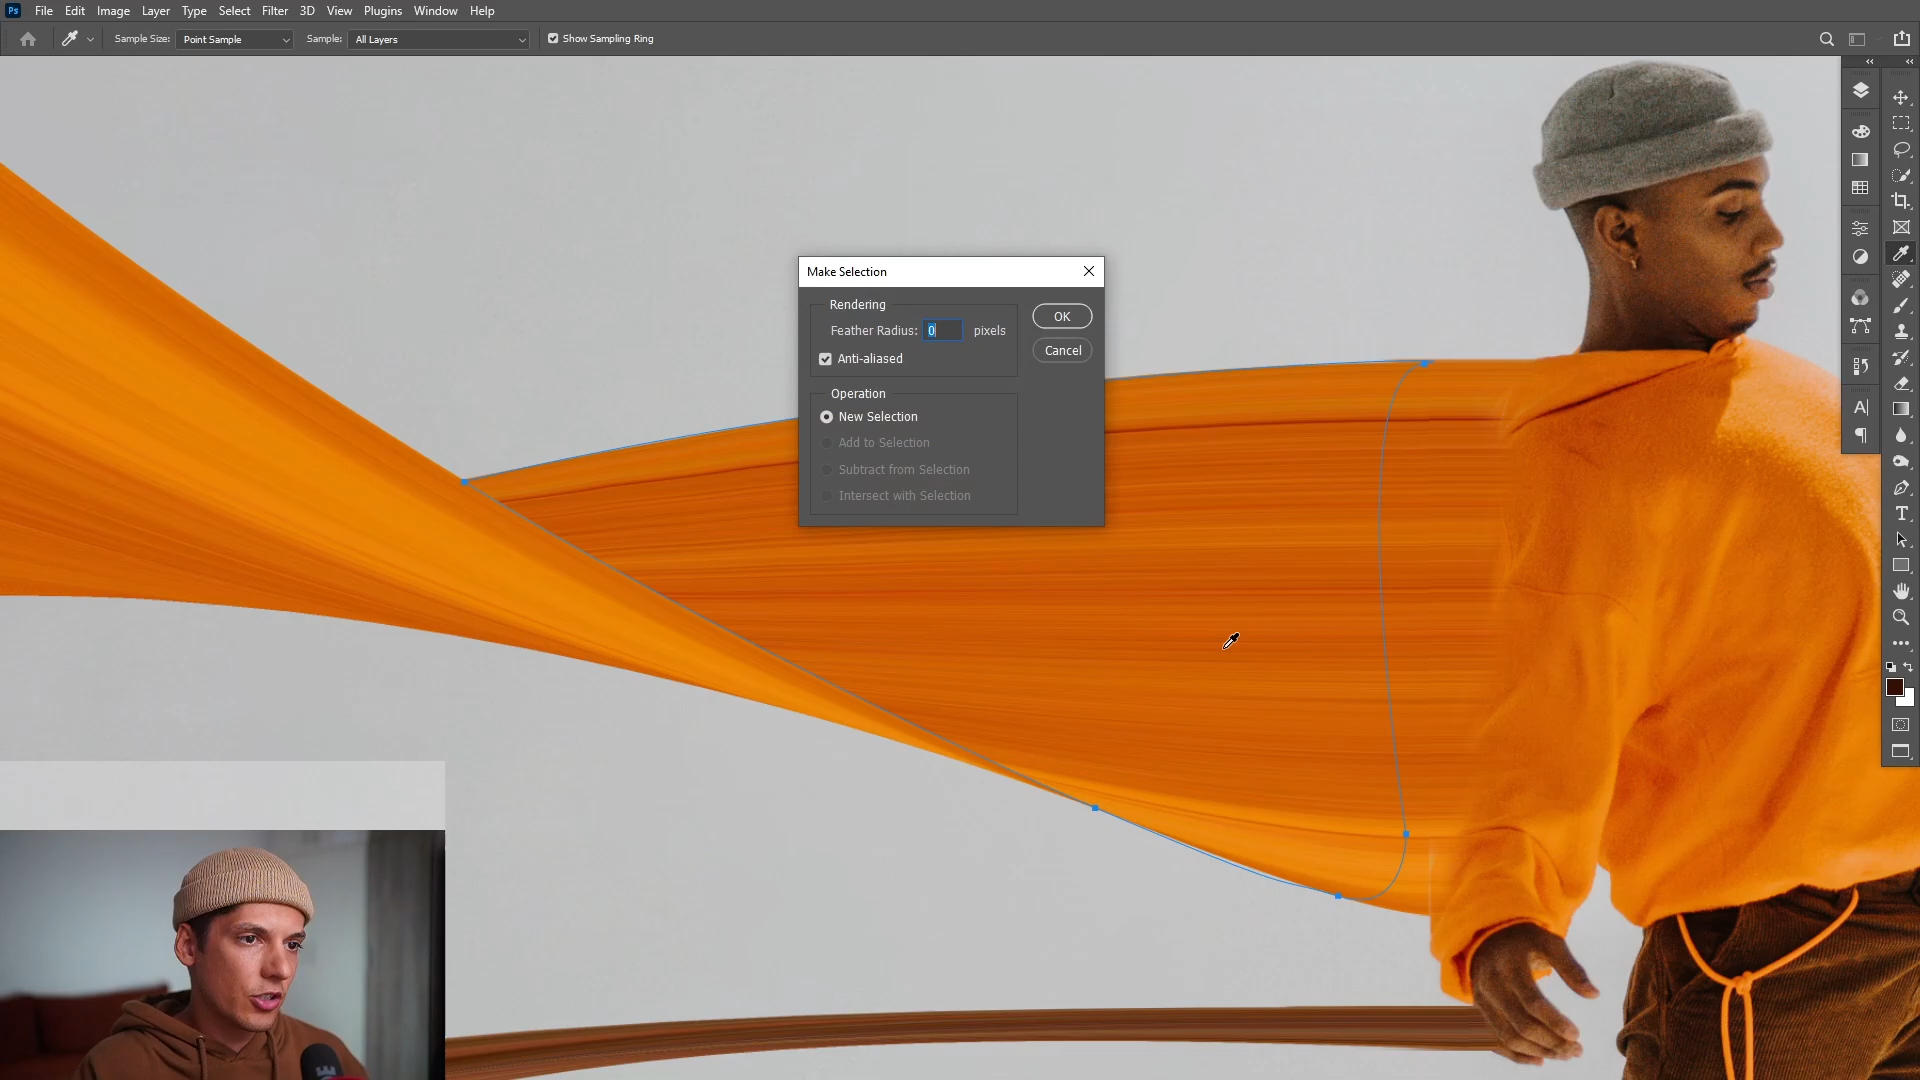 Ps File Edit Image Layer Type Select Filter 3D View Plugins Window Help
Sample Size: Point Sample Sample: All Layers Show Sampling Ring
Make Selection
Rendering
Feather Radius: 0 pixels
Anti-aliased
OK
Cancel
Operation
New Selection
Add to Selection
Subtract from Selection
Intersect with Selection